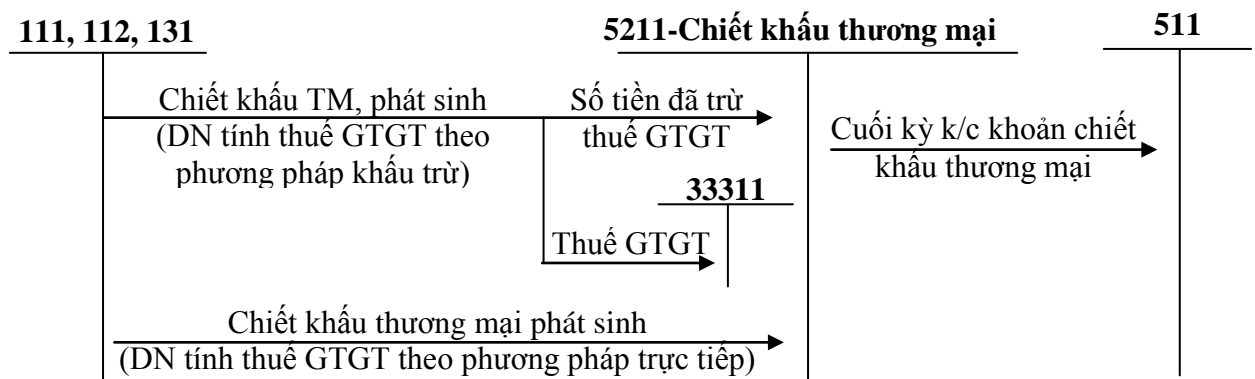 111, 112, 131
5211-Chiết khấu thương mại
511
Chiết khấu TM, phát sinh
(DN tính thuế GTGT theo
phương pháp khấu trừ)
Số tiền đã trừ
thuế GTGT
Cuối kỳ k/c khoản chiết
khấu thương mại
33311
Thuế GTGT
Chiết khấu thương mại phát sinh
(DN tính thuế GTGT theo phương pháp trực tiếp)